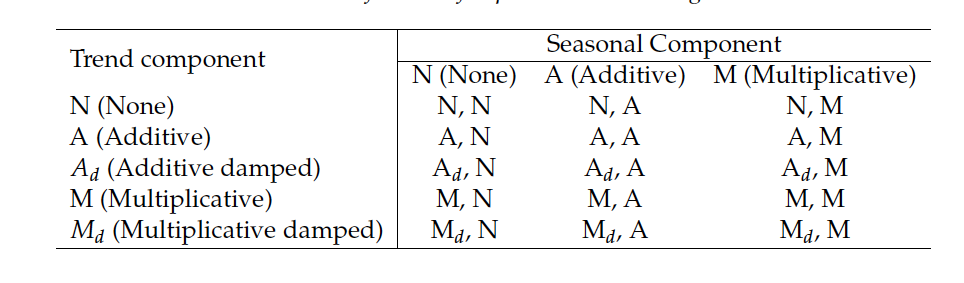 Seasonal Component
Trend component
N (None) A (Additive) M (Multiplicative)
N (None) N, N N, A N, M
A (Additive) A, N A, A A, M
A_d (Additive damped) A_d, N A_d, A A_d, M
M (Multiplicative) M, N M, A M, M
M_d (Multiplicative damped) M_d, N M_d, A M_d, M